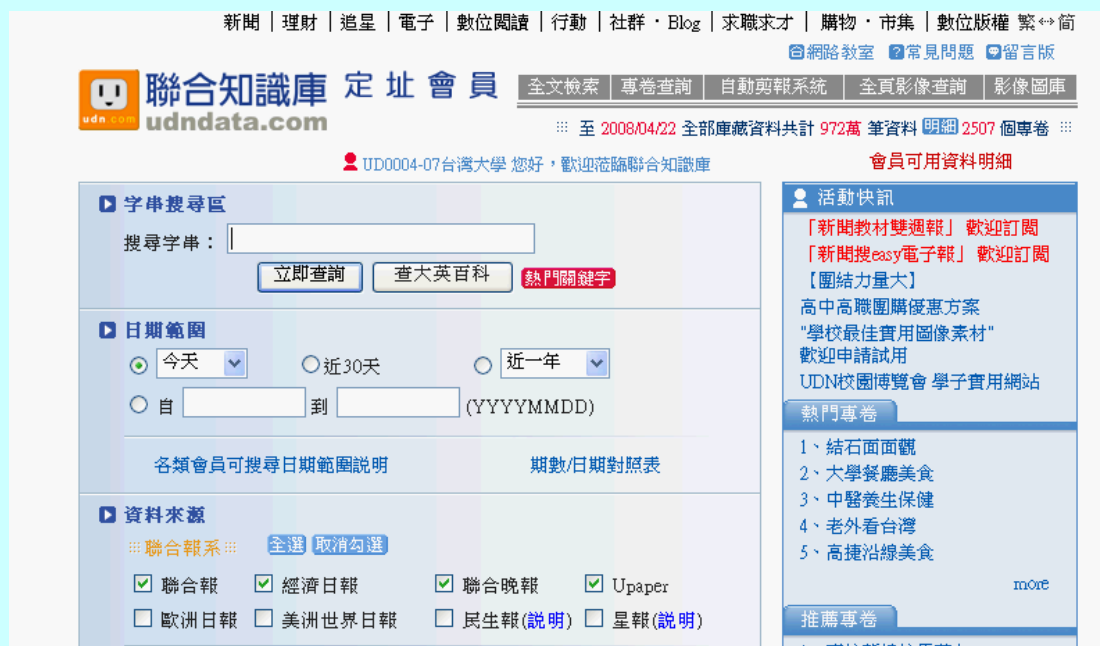 新聞 | 理財 | 追星 | 電子 | 數位閱讀 | 行動 | 社群・Blog | 求職求才 | 購物・市集 | 數位版權 繁↔简
網路教室 ?常見問題 留言版
udn.com 聯合知識庫 定址會員
udndata.com
全文檢索 | 專卷查詢 | 自動剪報系統 | 全頁影像查詢 | 影像圖庫
至 2008/04/22 全部庫藏資料共計 972萬 筆資料 明細 2507 個專卷
UD0004-07台灣大學 您好，歡迎蒞臨聯合知識庫
會員可用資料明細
字串搜尋區
搜尋字串：
立即查詢 查大英百科 熱門關鍵字
日期範圍
今天 近30天 近一年
自 到 (YYYYMMDD)
各類會員可搜尋日期範圍說明 期數/日期對照表
資料來源
聯合報系 全選 取消勾選
聯合報 經濟日報 聯合晚報 Upaper
歐洲日報 美洲世界日報 民生報(說明) 星報(說明)
活動快訊
「新聞教材雙週報」 歡迎訂閱
「新聞搜easy電子報」 歡迎訂閱
【團結力量大】
高中高職團購優惠方案
"學校最佳實用圖像素材"
歡迎申請試用
UDN校園博覽會 學子實用網站
熱門專卷
1、結石面面觀
2、大學餐廳美食
3、中醫養生保健
4、老外看台灣
5、高捷沿線美食
more
推薦專卷